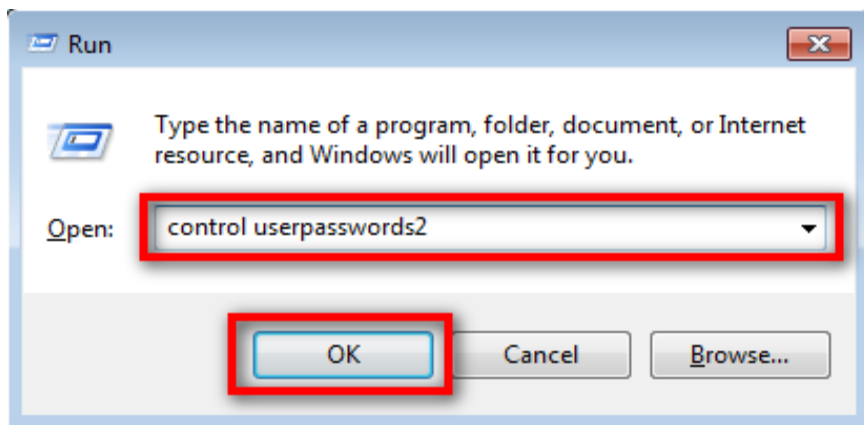 Run
Type the name of a program, folder, document, or Internet
resource, and Windows will open it for you.
Open: control userpasswords2
OK Cancel Browse...